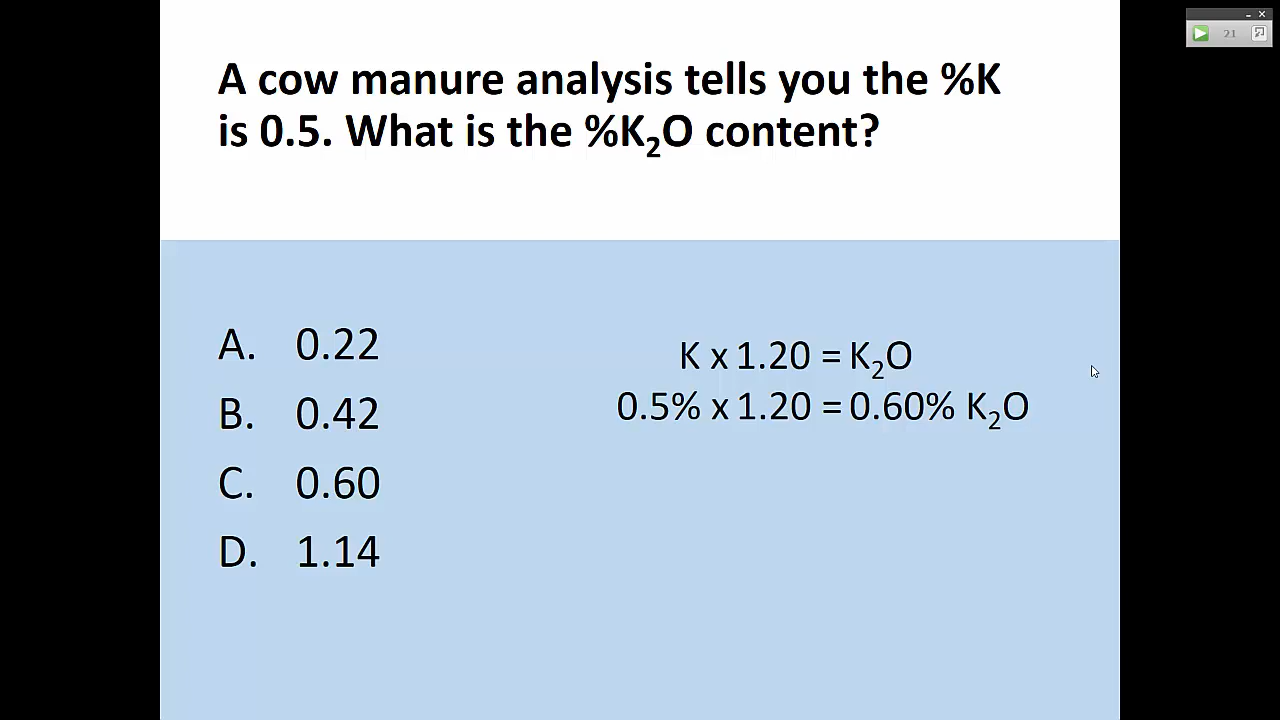 21
A cow manure analysis tells you the %K
is 0.5. What is the %K₂O content?
A. 0.22
B. 0.42
C. 0.60
D. 1.14
K x 1.20 = K₂O
0.5% x 1.20 = 0.60% K₂O